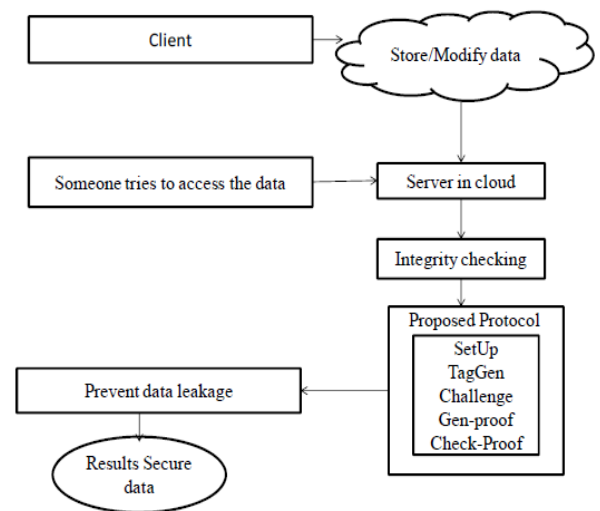 Client
Store/Modify data
Someone tries to access the data
Server in cloud
Integrity checking
Proposed Protocol
SetUp
TagGen
Challenge
Gen-proof
Check-Proof
Prevent data leakage
Results Secure
data